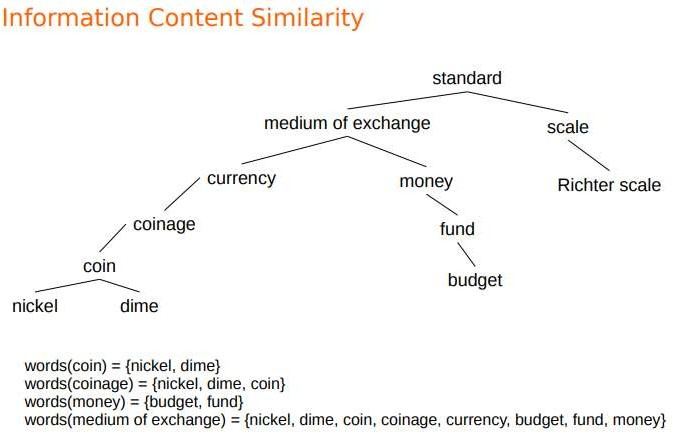 Information Content Similarity
standard
medium of exchange
scale
currency
money
Richter scale
coinage
fund
coin
budget
nickel
dime
words(coin) = {nickel, dime}
words(coinage) = {nickel, dime, coin}
words(money) = {budget, fund}
words(medium of exchange) = {nickel, dime, coin, coinage, currency, budget, fund, money}